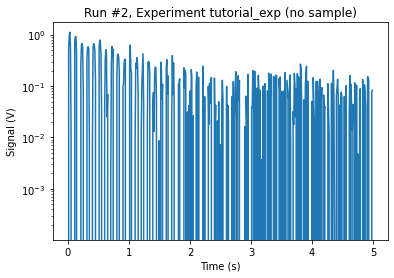 Run #2, Experiment tutorial_exp (no sample)
Signal (V)
10⁰
10⁻¹
10⁻²
10⁻³
0 1 2 3 4 5
Time (s)